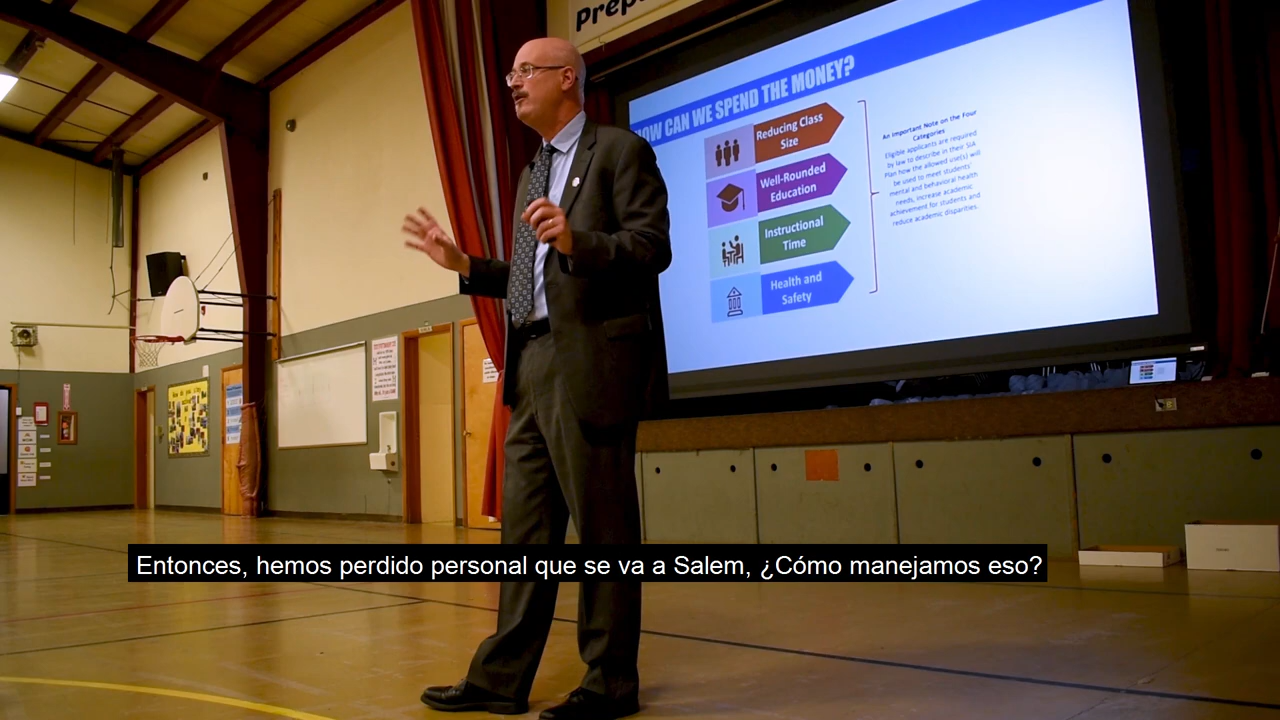 Prep
HOW CAN WE SPEND THE MONEY?
Reducing Class
Size
Well-Rounded
Education
Instructional
Time
Health and
Safety
An Important Note on the Four
Categories
Eligible applicants are required
by law to describe in their SIA
Plan how the allowed use(s) will
be used to meet students'
mental and behavioral health
needs, increase academic
achievement for students and
reduce academic disparities.
Entonces, hemos perdido personal que se va a Salem, ¿Cómo manejamos eso?